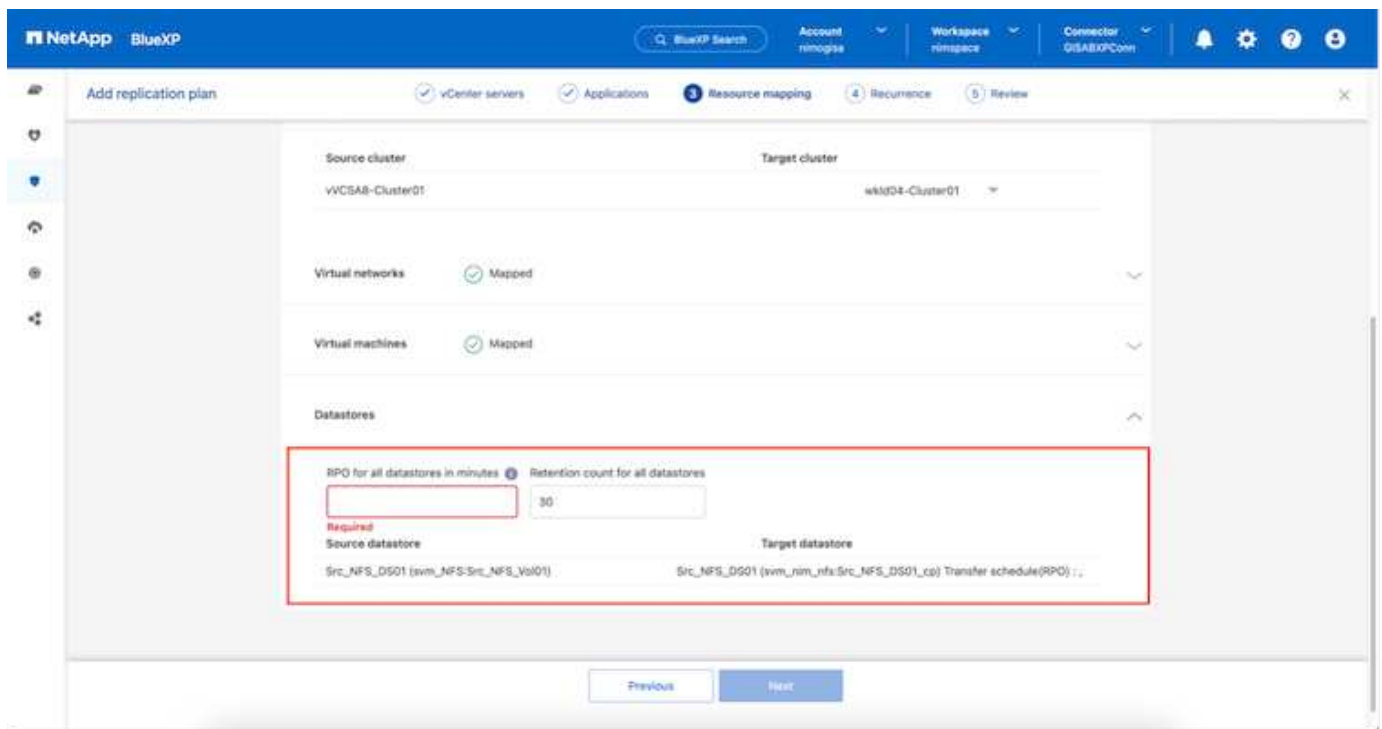 NetApp BlueXP BlueXP Search Account Workspace Connector
nimogisa nimspace GISABXPConn
Add replication plan vCenter servers Applications 3 Resource mapping 4 Recurrence 5 Review
Source cluster Target cluster
vVCSA8-Cluster01 wkld04-Cluster01
Virtual networks Mapped
Virtual machines Mapped
Datastores
RPO for all datastores in minutes Retention count for all datastores
30
Required
Source datastore Target datastore
Src_NFS_DS01 (svm_NFS:Src_NFS_Vol01) Src_NFS_DS01 (svm_nim_nfs:Src_NFS_DS01_cp) Transfer schedule(RPO) : ,
Previous Next